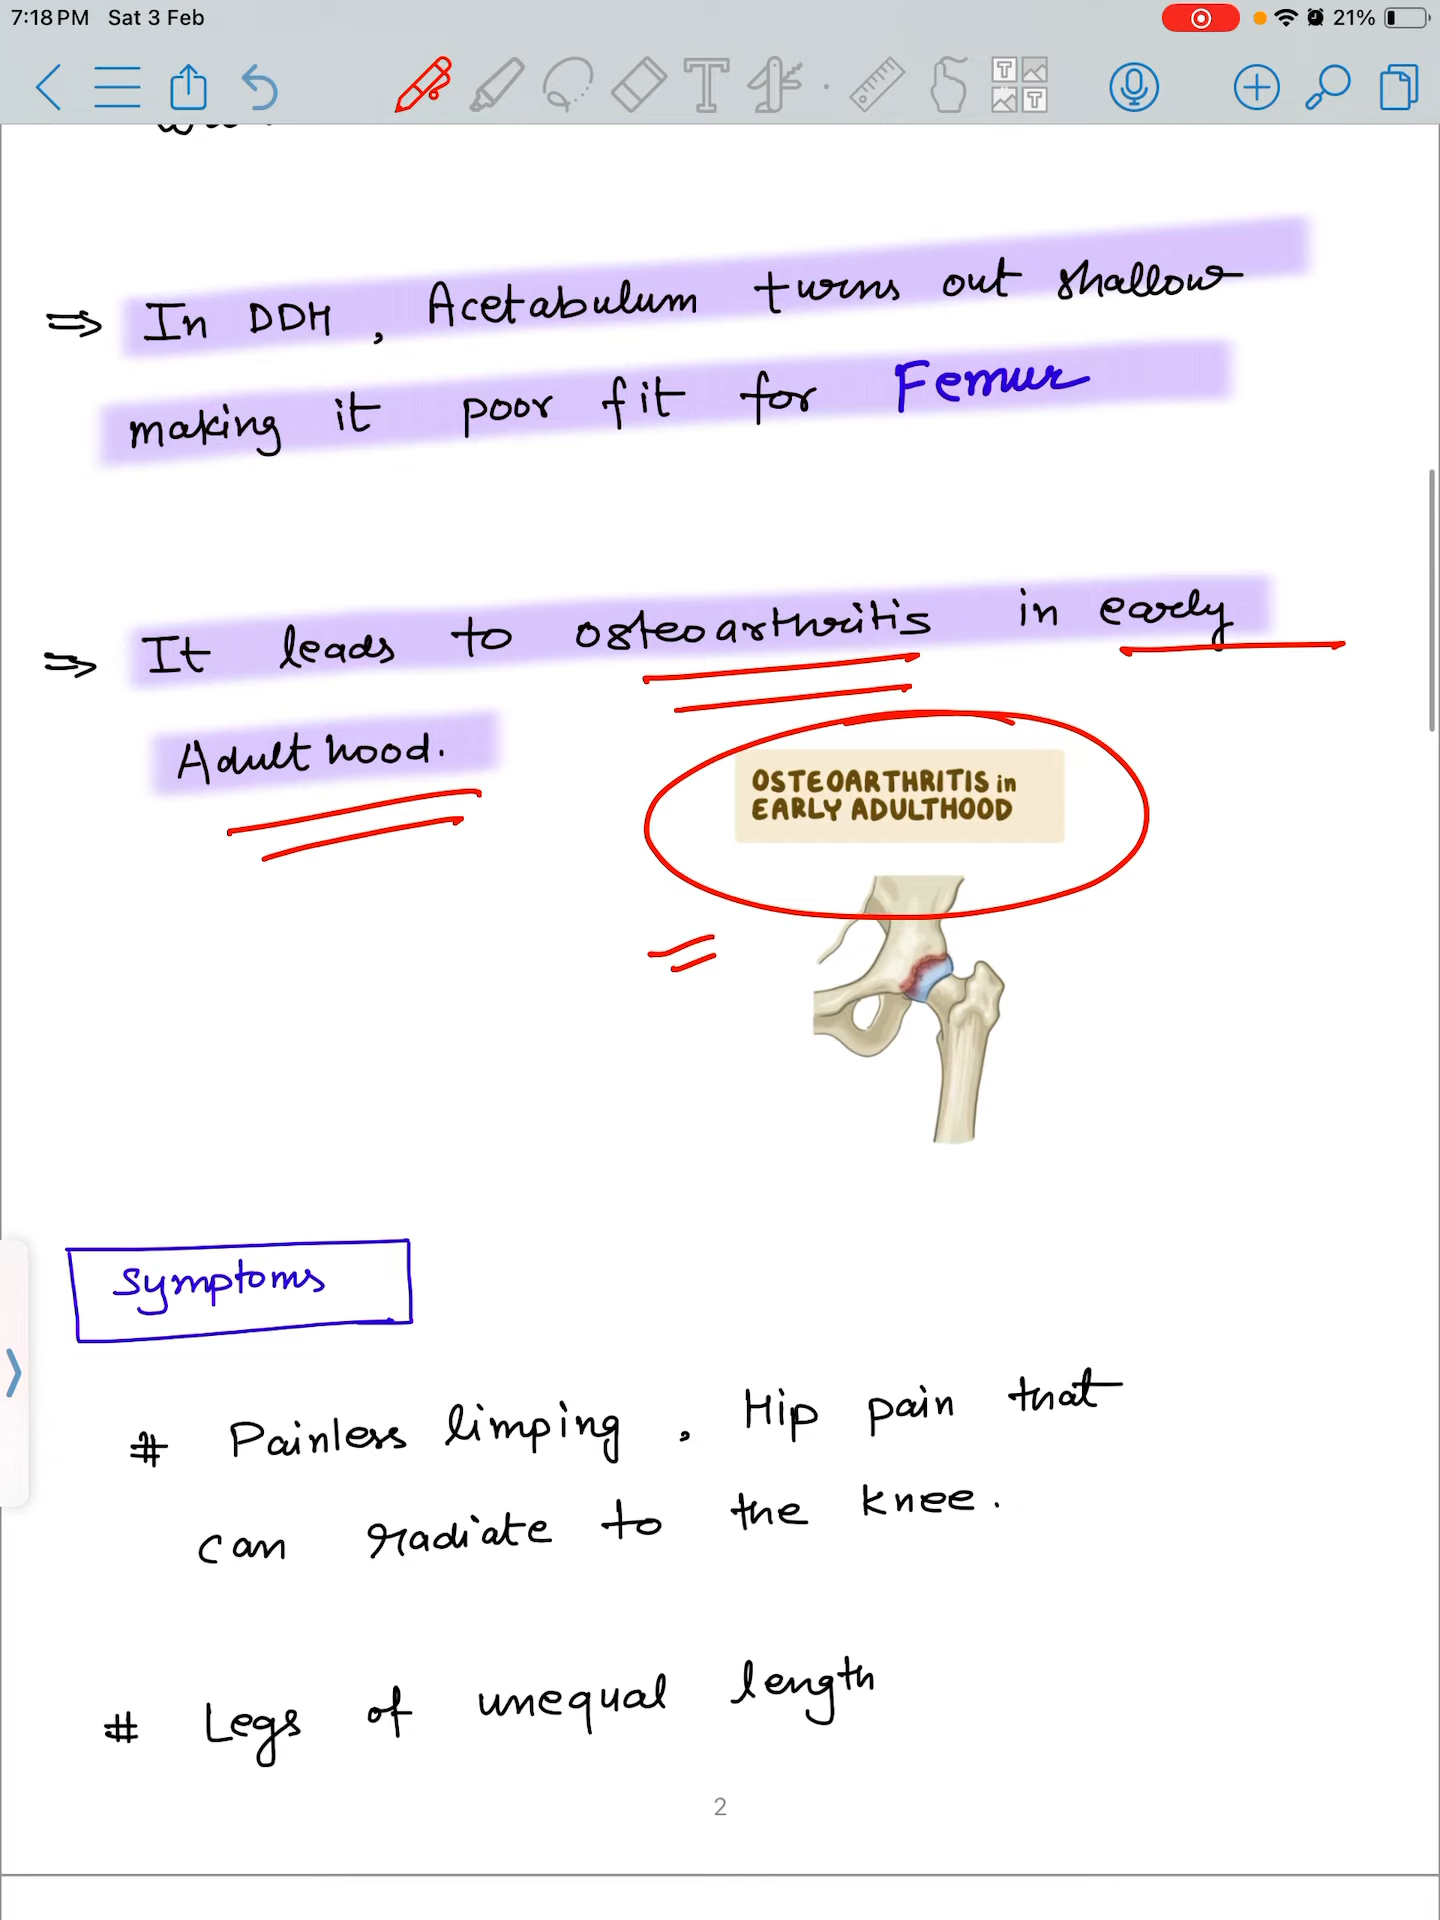 7:18 PM Sat 3 Feb
21%
⇒ In DDH, Acetabulum turns out shallow
making it poor fit for Femur
⇒ It leads to osteoarthritis in early
Adulthood.
OSTEOARTHRITIS in
EARLY ADULTHOOD
Symptoms
# Painless limping, Hip pain that
can radiate to the knee.
# Legs of unequal length
2